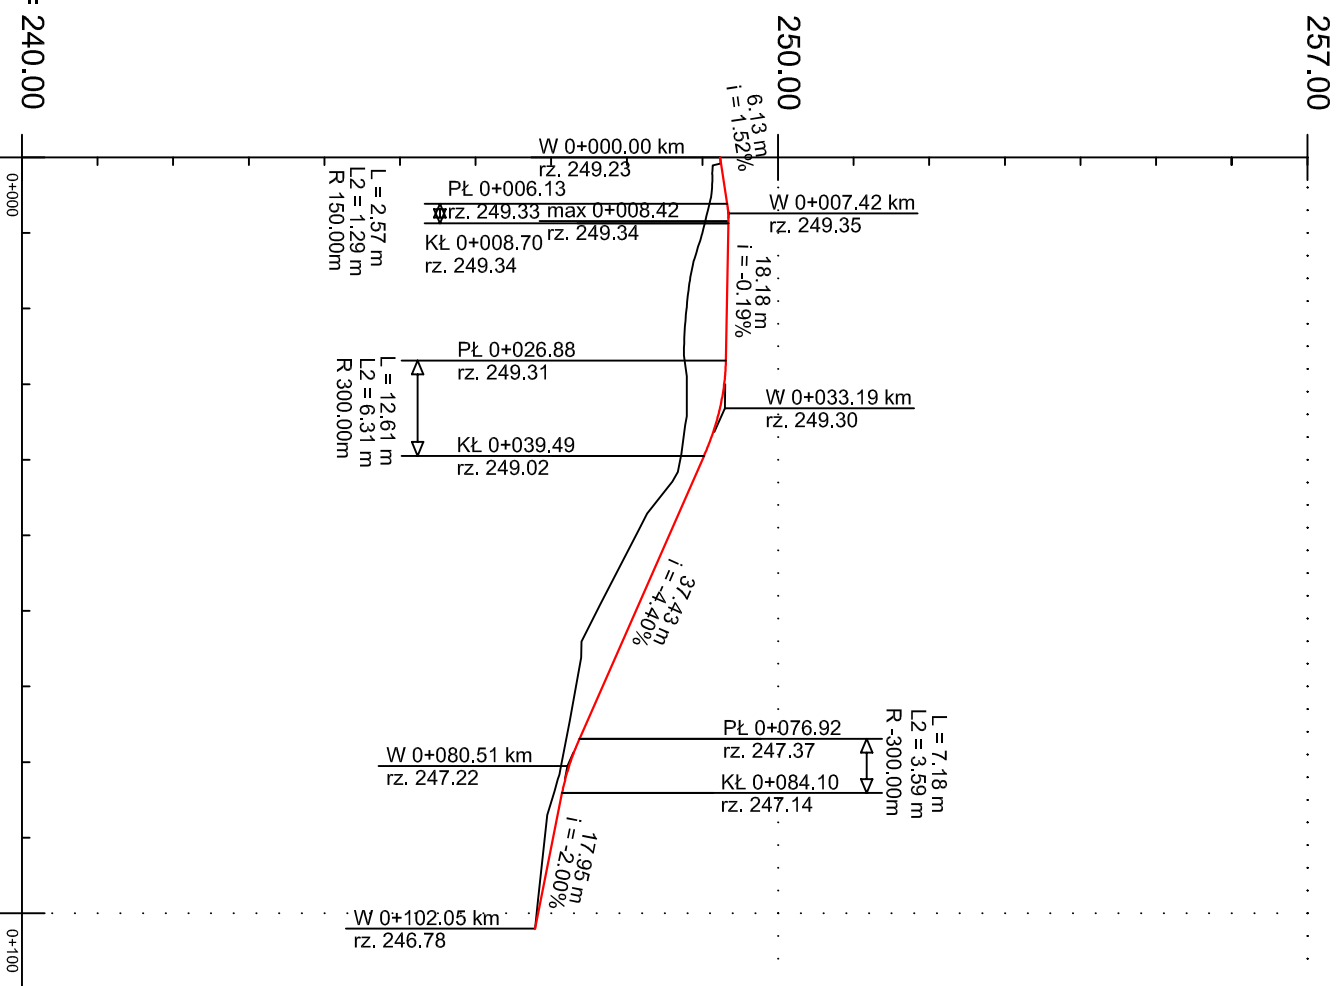 = 240.00
250.00
257.00
0+000
0+100
6.13 m
i = 1.52%
W 0+000.00 km
rz. 249.23
PŁ 0+006.13
rz. 249.33
max 0+008.42
rz. 249.34
KŁ 0+008.70
rz. 249.34
W 0+007.42 km
rz. 249.35
L = 2.57 m
L2 = 1.29 m
R 150.00m
18.18 m
i = -0.19%
PŁ 0+026.88
rz. 249.31
W 0+033.19 km
rz. 249.30
KŁ 0+039.49
rz. 249.02
L = 12.61 m
L2 = 6.31 m
R 300.00m
37.43 m
i = -4.40%
PŁ 0+076.92
rz. 247.37
W 0+080.51 km
rz. 247.22
KŁ 0+084.10
rz. 247.14
L = 7.18 m
L2 = 3.59 m
R -300.00m
17.95 m
i = -2.00%
W 0+102.05 km
rz. 246.78